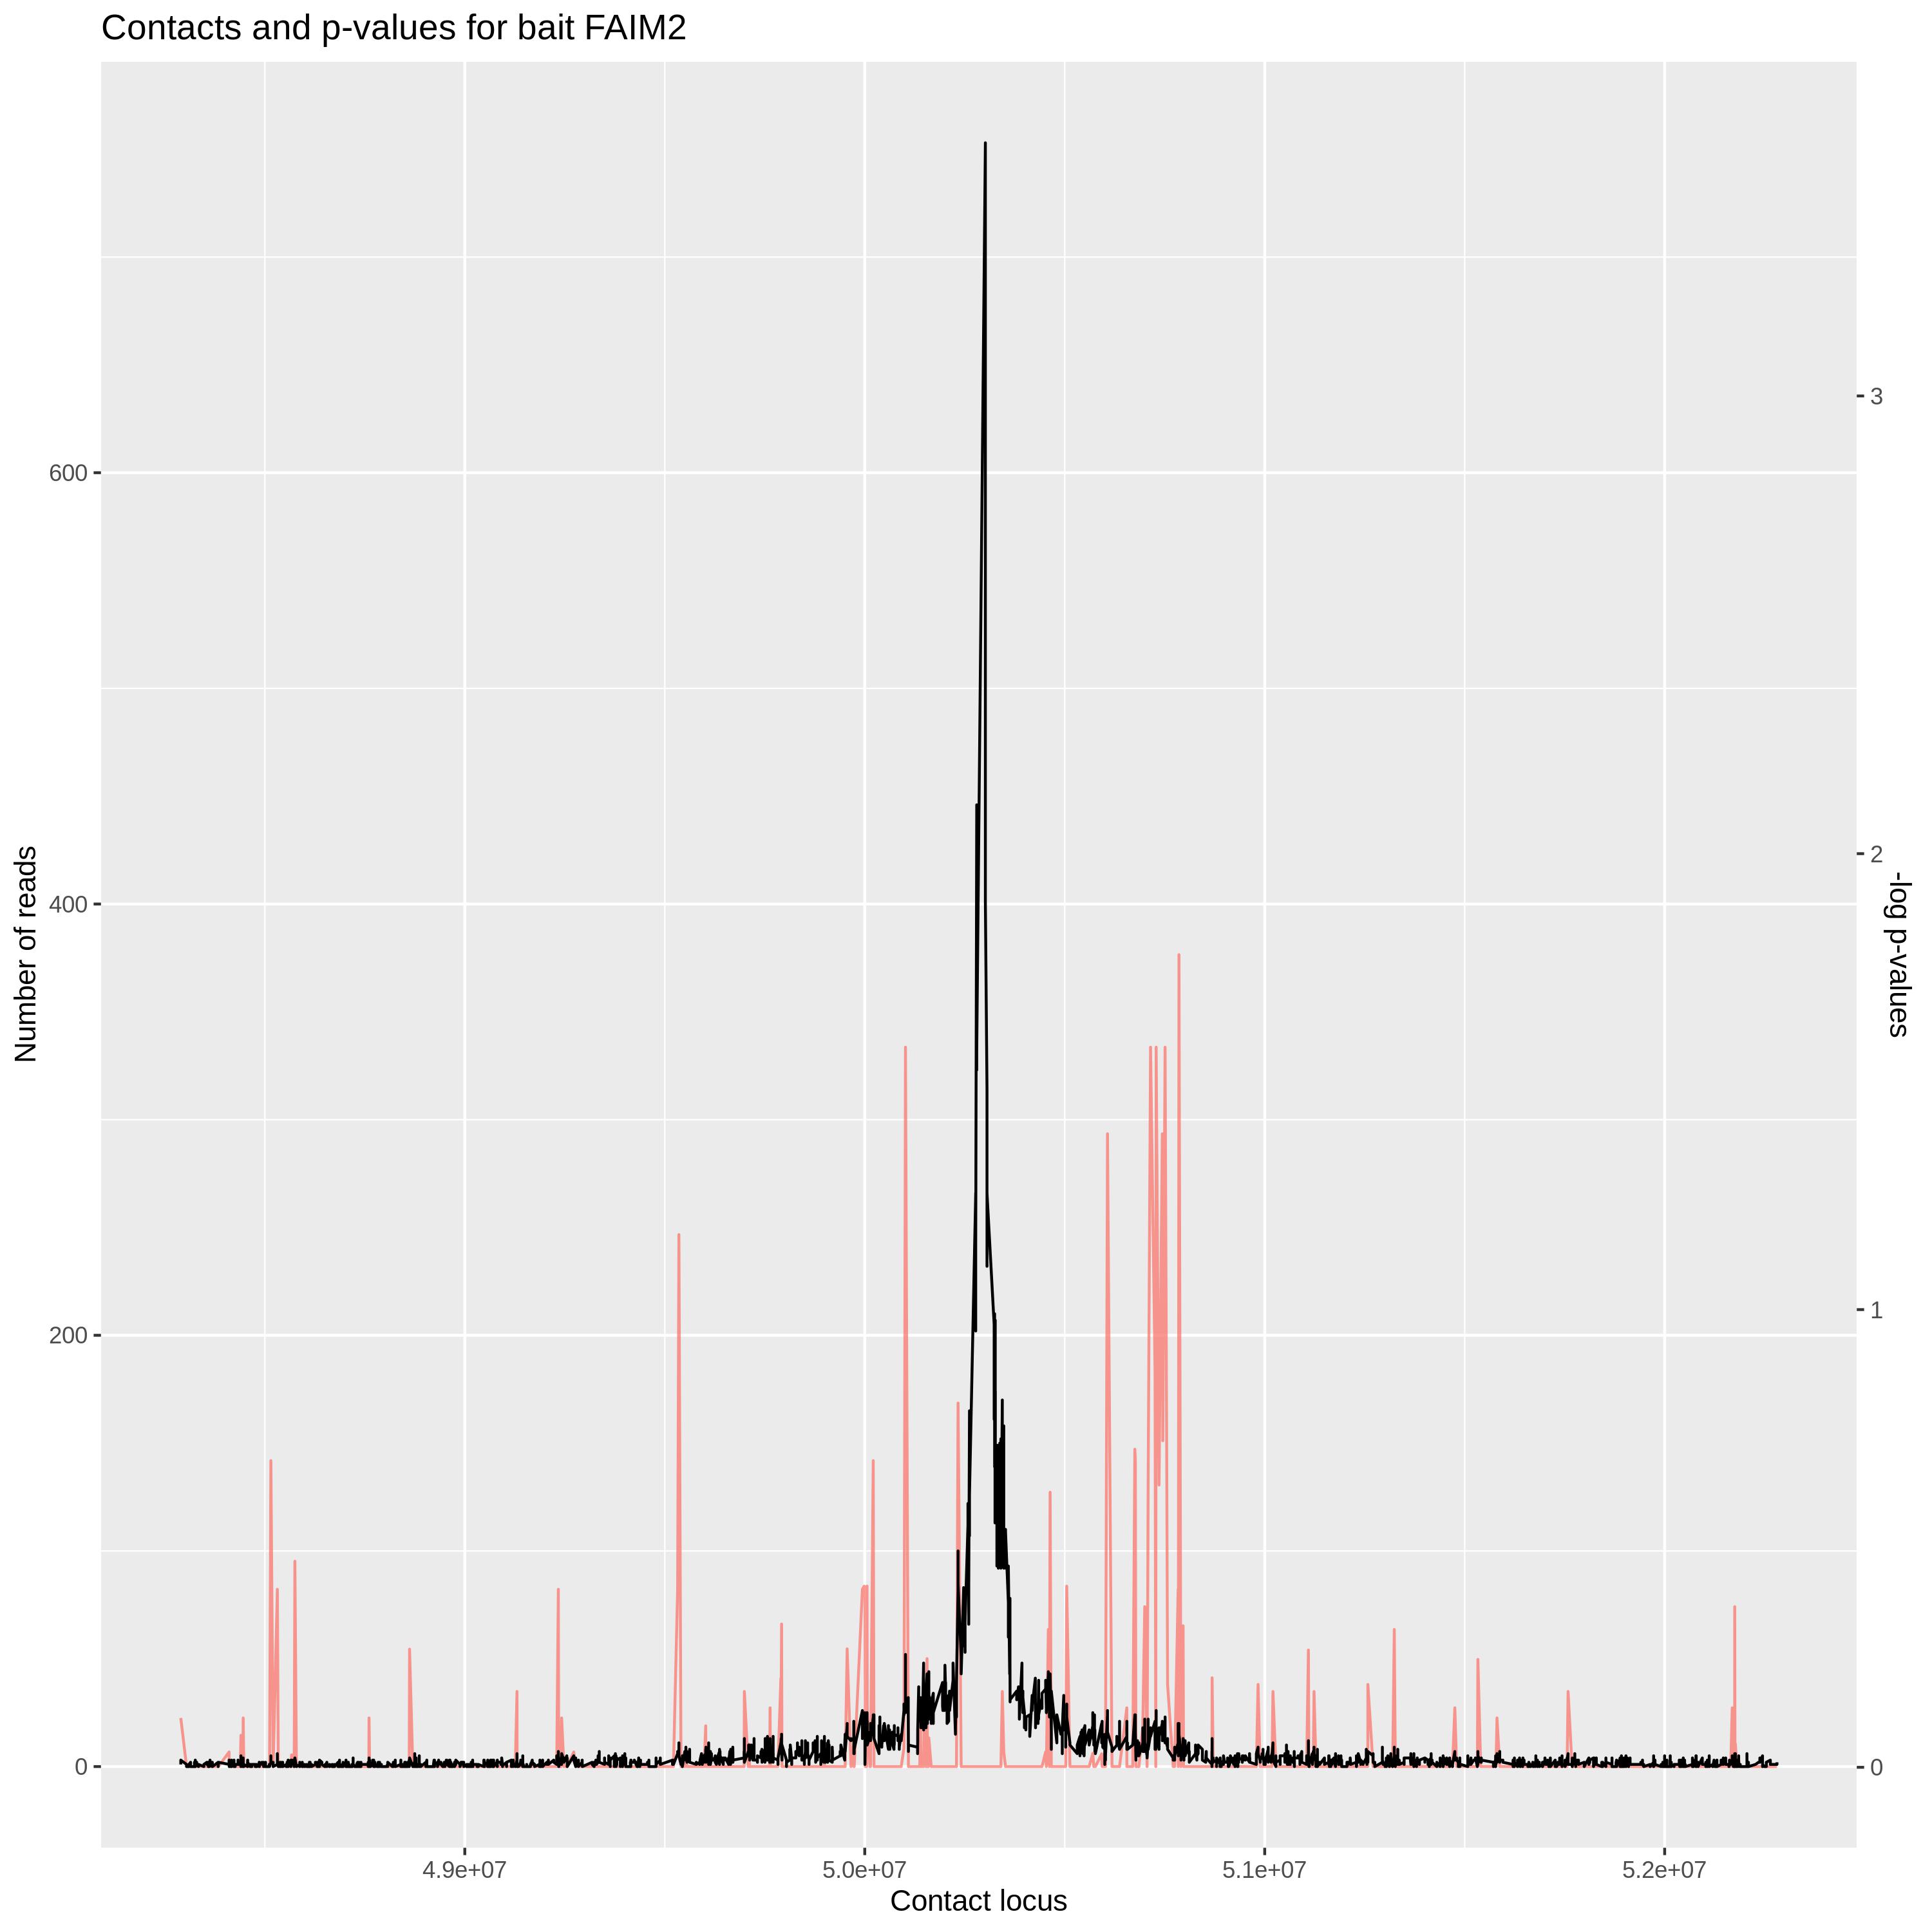 Contacts and p-values for bait FAIM2
Number of reads
600
400
200
0
3
2
1
0
-log p-values
4.9e+07
5.0e+07
5.1e+07
5.2e+07
Contact locus